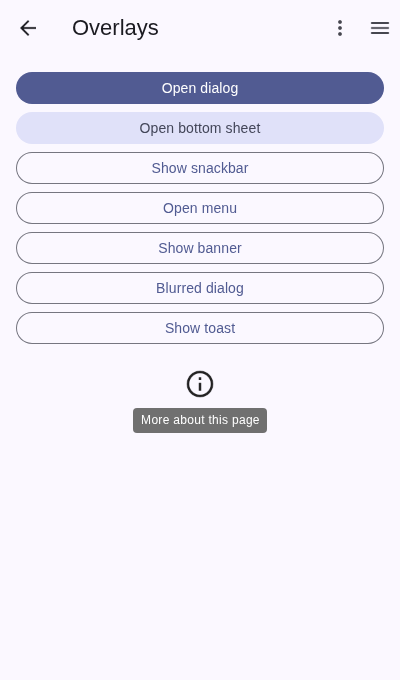 Overlays
Open dialog
Open bottom sheet
Show snackbar
Open menu
Show banner
Blurred dialog
Show toast
More about this page